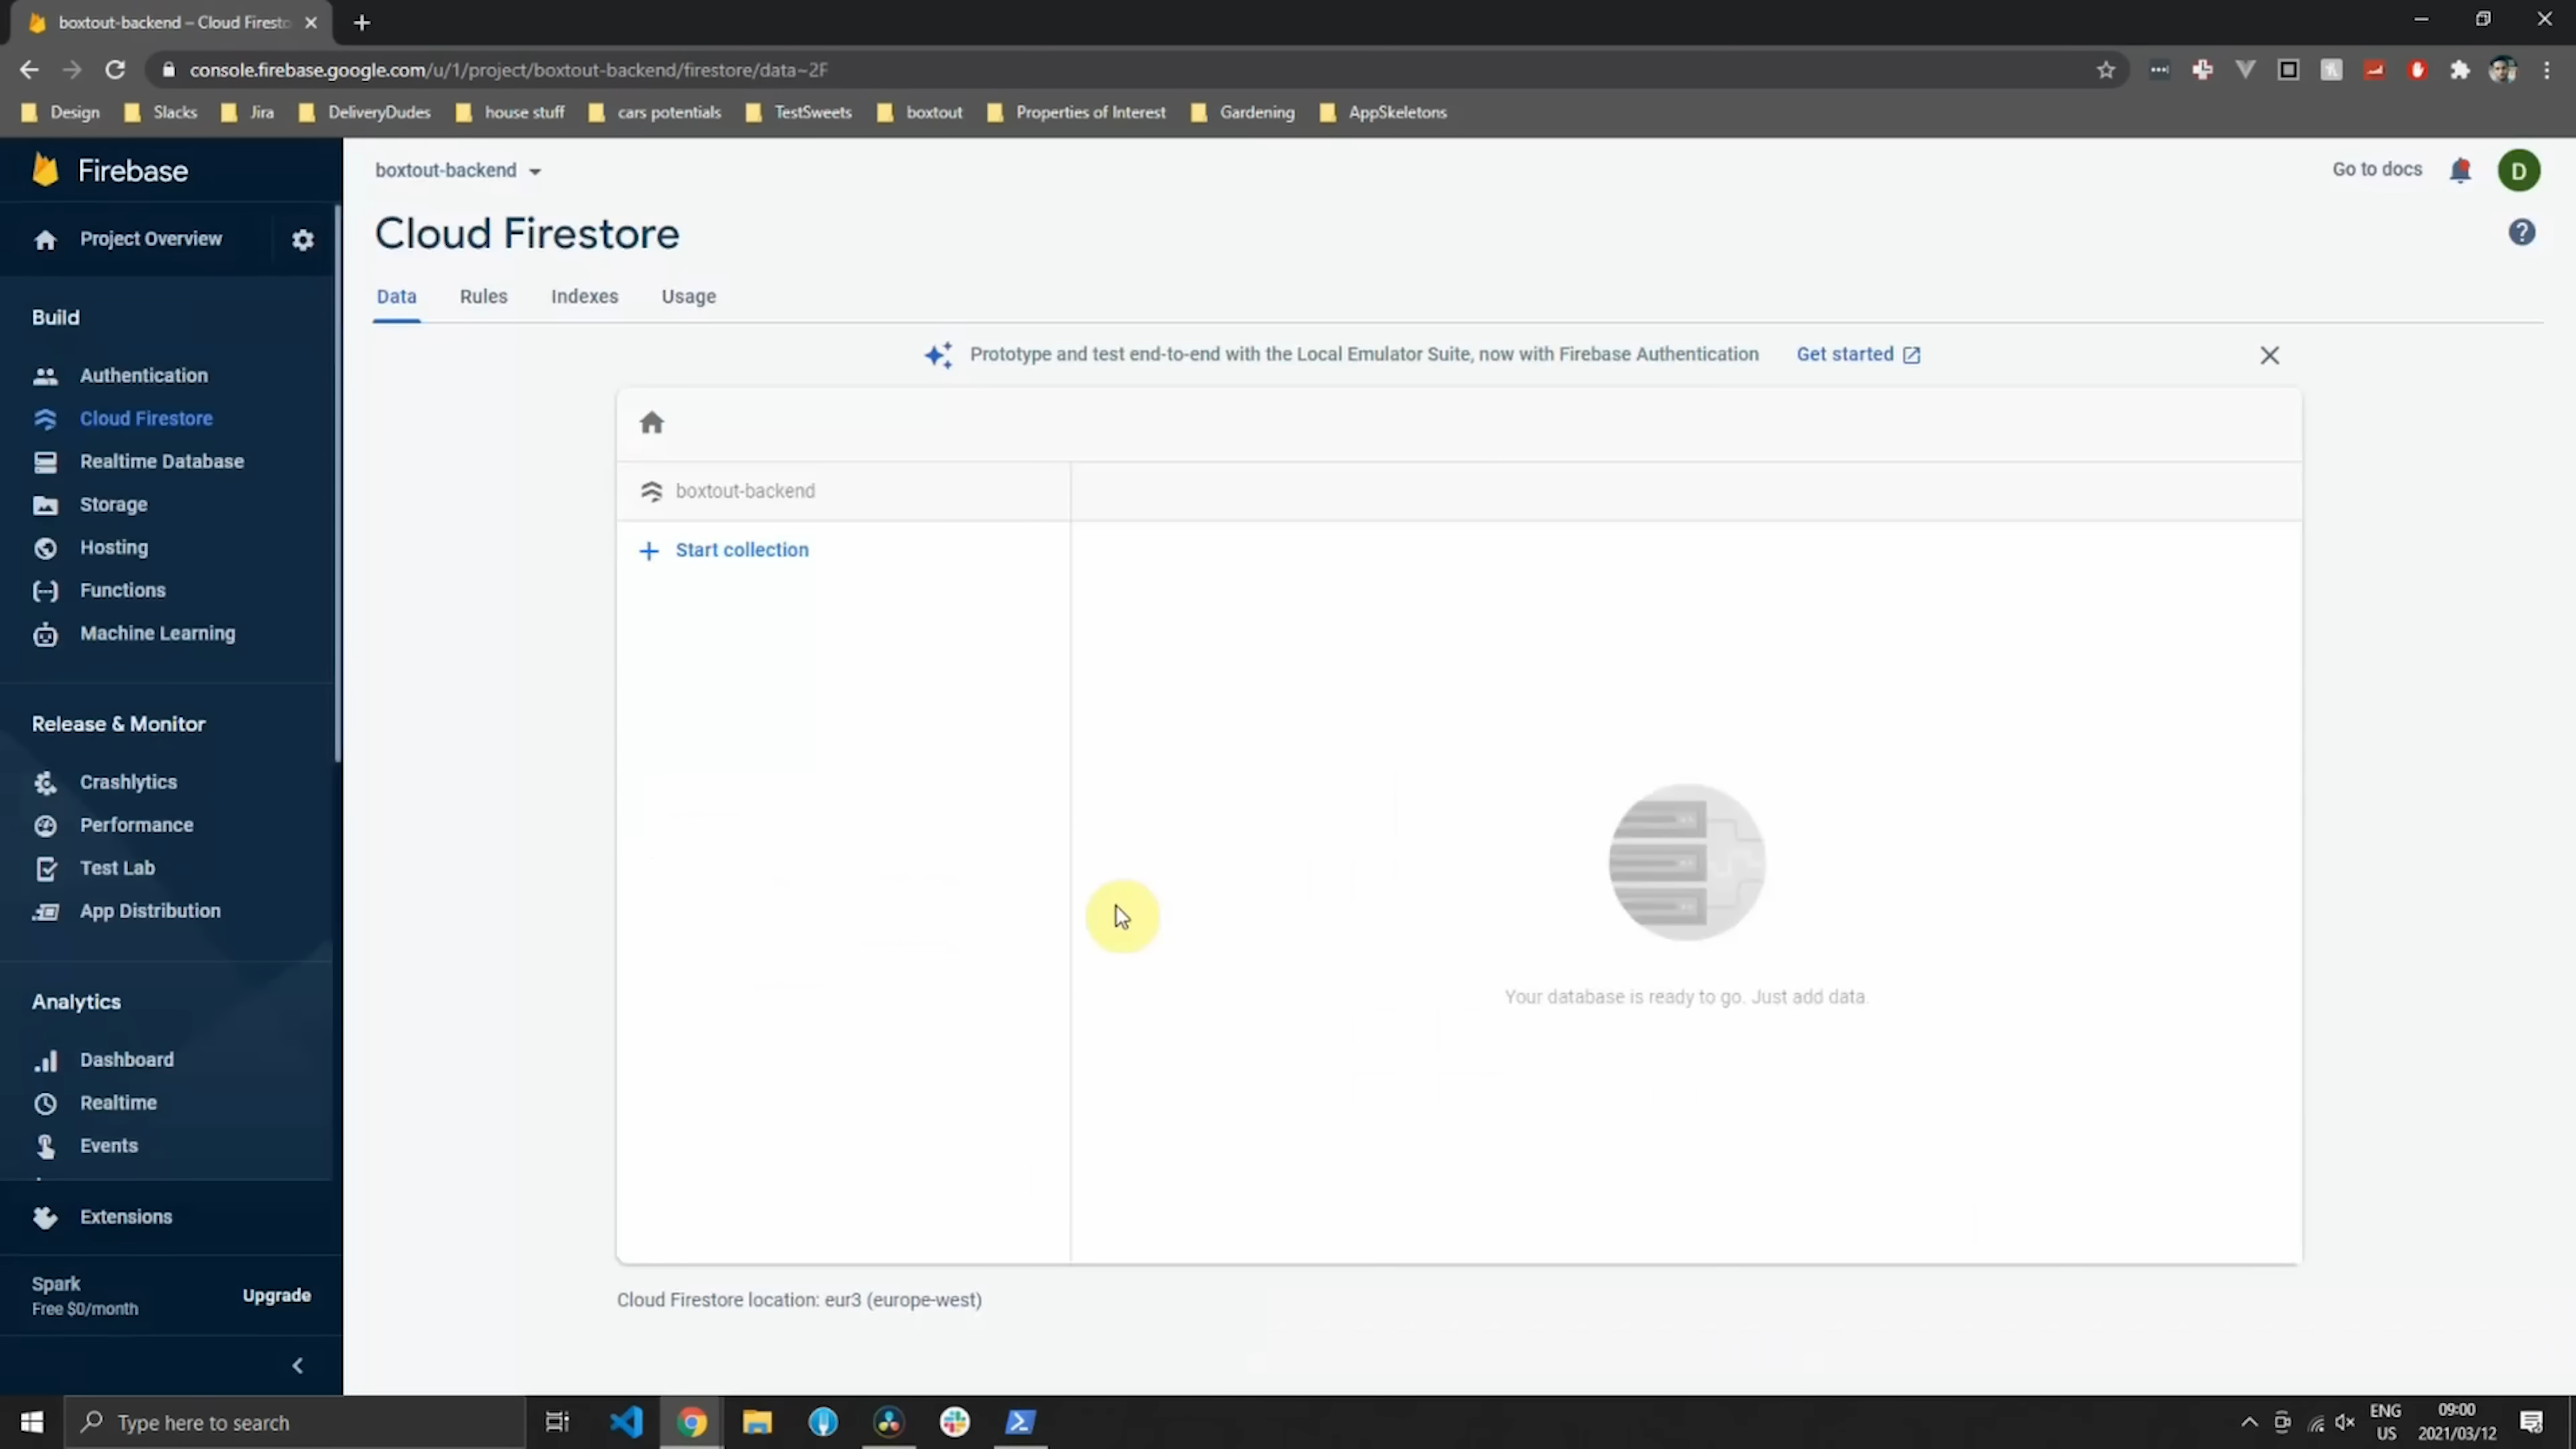 boxtout-backend – Cloud Firesto
console.firebase.google.com/u/1/project/boxtout-backend/firestore/data~2F
Design Slacks Jira DeliveryDudes house stuff cars potentials TestSweets boxtout Properties of Interest Gardening AppSkeletons
Firebase
boxtout-backend
Go to docs
D
Project Overview
Cloud Firestore
?
Data Rules Indexes Usage
Build
Prototype and test end-to-end with the Local Emulator Suite, now with Firebase Authentication Get started
Authentication
Cloud Firestore
Realtime Database
Storage
Hosting
Functions
Machine Learning
boxtout-backend
Start collection
Release & Monitor
Crashlytics
Performance
Test Lab
App Distribution
Your database is ready to go. Just add data.
Analytics
Dashboard
Realtime
Events
Extensions
Spark
Free $0/month
Upgrade
Cloud Firestore location: eur3 (europe-west)
Type here to search
ENG
US
09:00
2021/03/12